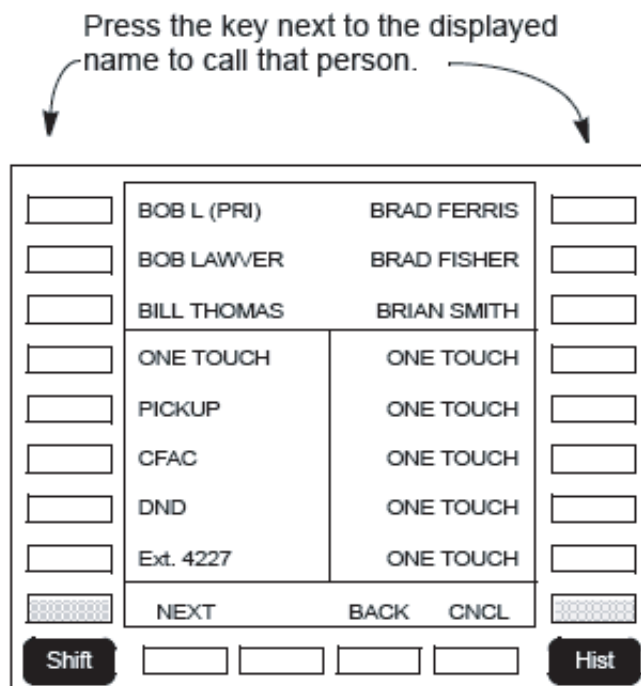 Press the key next to the displayed
name to call that person.
BOB L (PRI) BRAD FERRIS
BOB LAWVER BRAD FISHER
BILL THOMAS BRIAN SMITH
ONE TOUCH ONE TOUCH
PICKUP ONE TOUCH
CFAC ONE TOUCH
DND ONE TOUCH
Ext. 4227 ONE TOUCH
NEXT BACK CNCL
Shift Hist